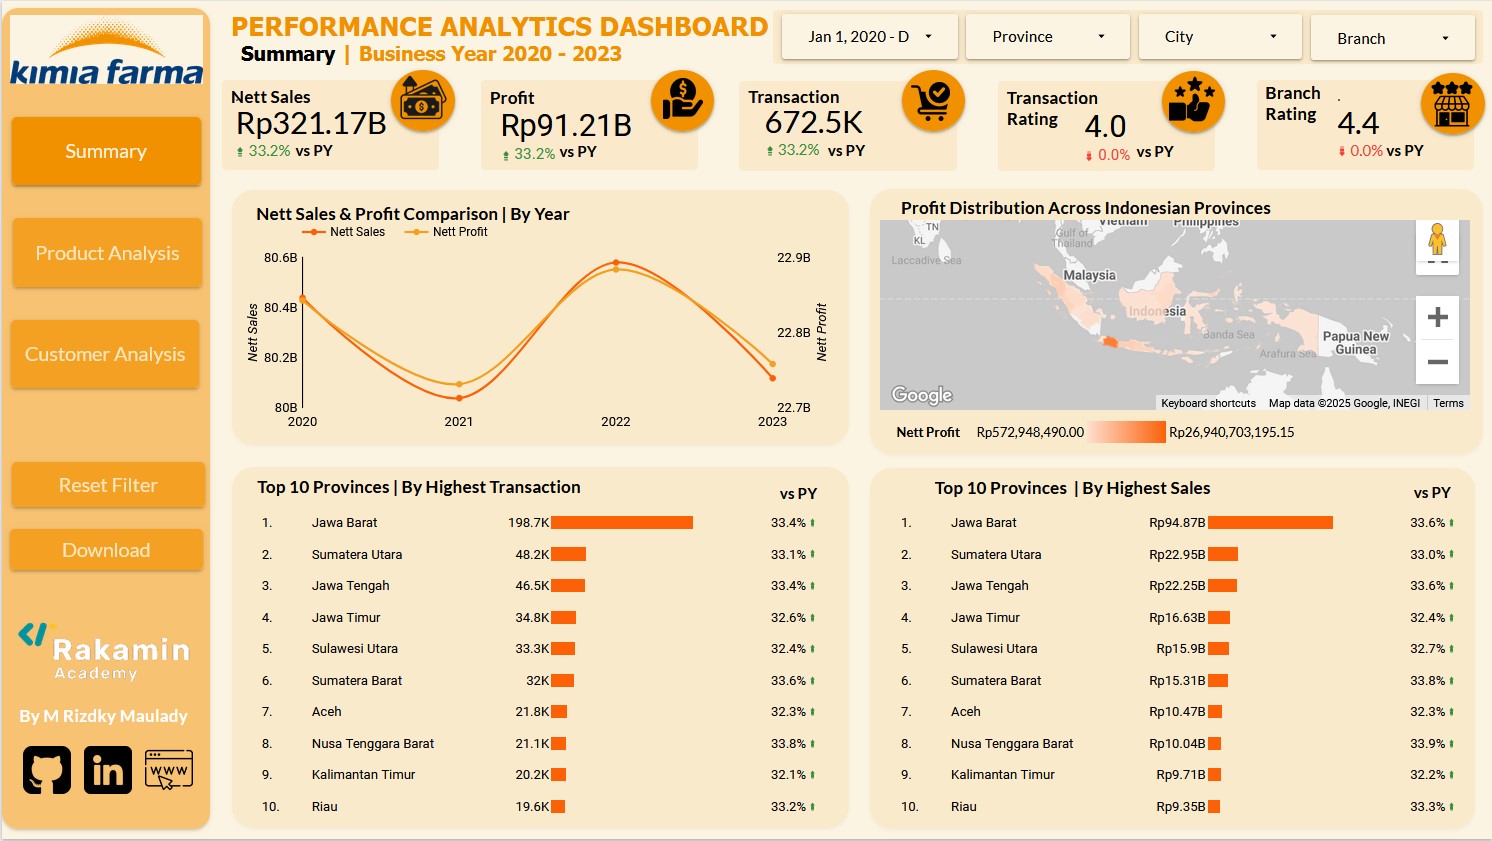 kimia farma
PERFORMANCE ANALYTICS DASHBOARD
Summary | Business Year 2020 - 2023
Jan 1, 2020 - D
Province
City
Branch
Nett Sales
Rp321.17B
33.2% vs PY
Profit
Rp91.21B
33.2% vs PY
Transaction
672.5K
33.2% vs PY
Transaction
Rating
4.0
0.0% vs PY
Branch
Rating
4.4
0.0% vs PY
Summary
Product Analysis
Customer Analysis
Reset Filter
Download
Rakamin
Academy
By M Rizdky Maulady
www
Nett Sales & Profit Comparison | By Year
Nett Sales Nett Profit
80.6B
80.4B
80.2B
80B
Nett Sales
22.9B
22.8B
22.7B
Nett Profit
2020 2021 2022 2023
Profit Distribution Across Indonesian Provinces
TN
KL
Laccadive Sea
Gulf of
Thailand
Vietnam
Philippines
Malaysia
Indonesia
Banda Sea
Arafura Sea
Papua New
Guinea
Google
Keyboard shortcuts Map data ©2025 Google, INEGI Terms
Nett Profit Rp572,948,490.00 Rp26,940,703,195.15
Top 10 Provinces | By Highest Transaction
vs PY
1. Jawa Barat 198.7K 33.4%
2. Sumatera Utara 48.2K 33.1%
3. Jawa Tengah 46.5K 33.4%
4. Jawa Timur 34.8K 32.6%
5. Sulawesi Utara 33.3K 32.4%
6. Sumatera Barat 32K 33.6%
7. Aceh 21.8K 32.3%
8. Nusa Tenggara Barat 21.1K 33.8%
9. Kalimantan Timur 20.2K 32.1%
10. Riau 19.6K 33.2%
Top 10 Provinces | By Highest Sales
vs PY
1. Jawa Barat Rp94.87B 33.6%
2. Sumatera Utara Rp22.95B 33.0%
3. Jawa Tengah Rp22.25B 33.6%
4. Jawa Timur Rp16.63B 32.4%
5. Sulawesi Utara Rp15.9B 32.7%
6. Sumatera Barat Rp15.31B 33.8%
7. Aceh Rp10.47B 32.3%
8. Nusa Tenggara Barat Rp10.04B 33.9%
9. Kalimantan Timur Rp9.71B 32.2%
10. Riau Rp9.35B 33.3%